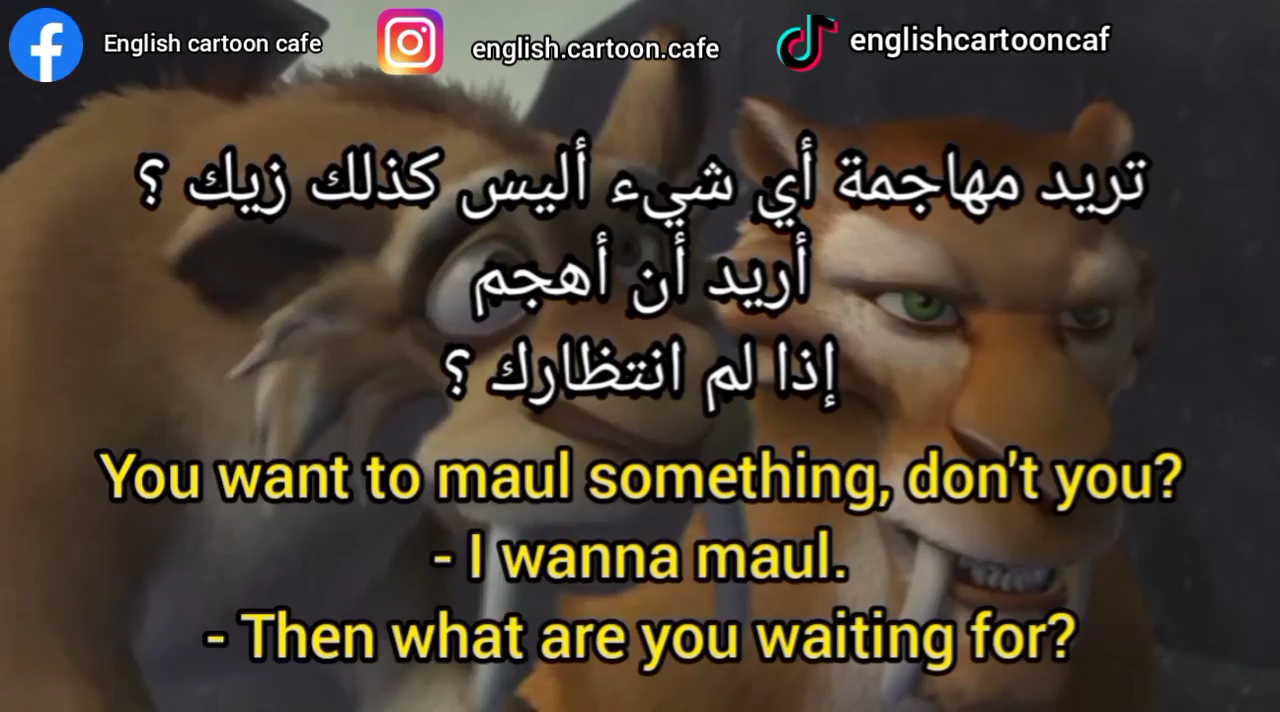 English cartoon cafe
english.cartoon.cafe
englishcartooncaf
تريد مهاجمة أي شيء أليس كذلك زيك ؟
أريد أن أهجم
إذا لم انتظارك ؟
You want to maul something, don't you?
- I wanna maul.
- Then what are you waiting for?